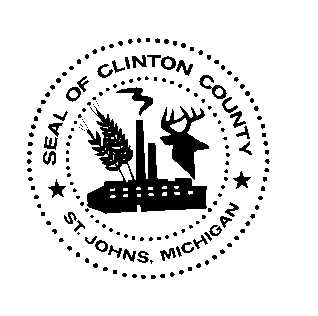 SEAL OF CLINTON COUNTY
ST. JOHNS, MICHIGAN